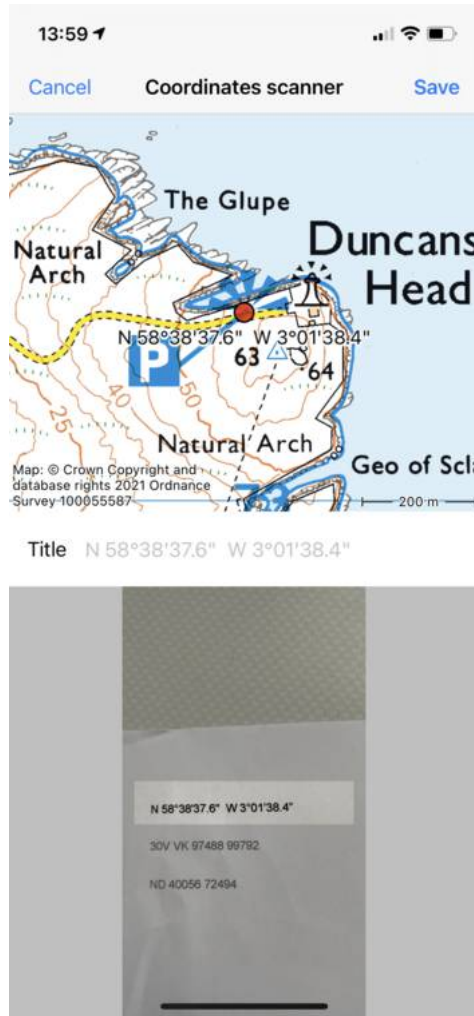 13:59
Cancel Coordinates scanner Save
The Glupe
Duncans
Head
Natural
Arch
N 58°38'37.6" W 3°01'38.4"
P
63
64
50
40
25
Natural Arch
Geo of Scla
Map: © Crown Copyright and
database rights 2021 Ordnance
Survey 100055587
200 m
Title N 58°38'37.6" W 3°01'38.4"
N 58°38'37.6" W 3°01'38.4"
30V VK 97488 99792
ND 40056 72494